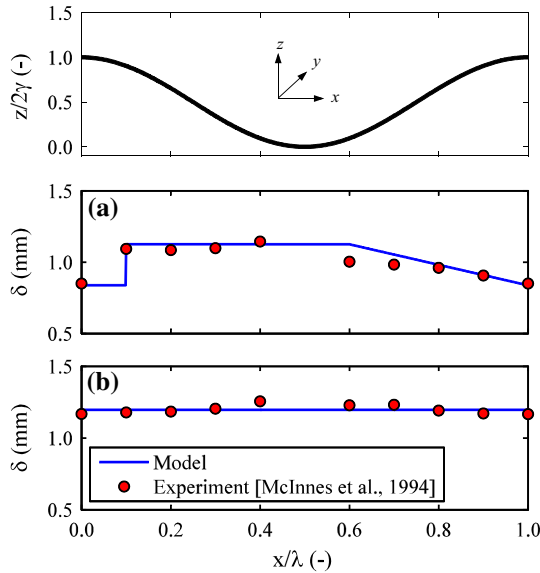 1.5
1.0
0.5
0.0
z/2γ (-)
z
y
x
(a)
1.5
1.0
0.5
δ (mm)
(b)
1.5
1.0
0.5
δ (mm)
Model
Experiment [McInnes et al., 1994]
0.0 0.2 0.4 0.6 0.8 1.0
x/λ (-)